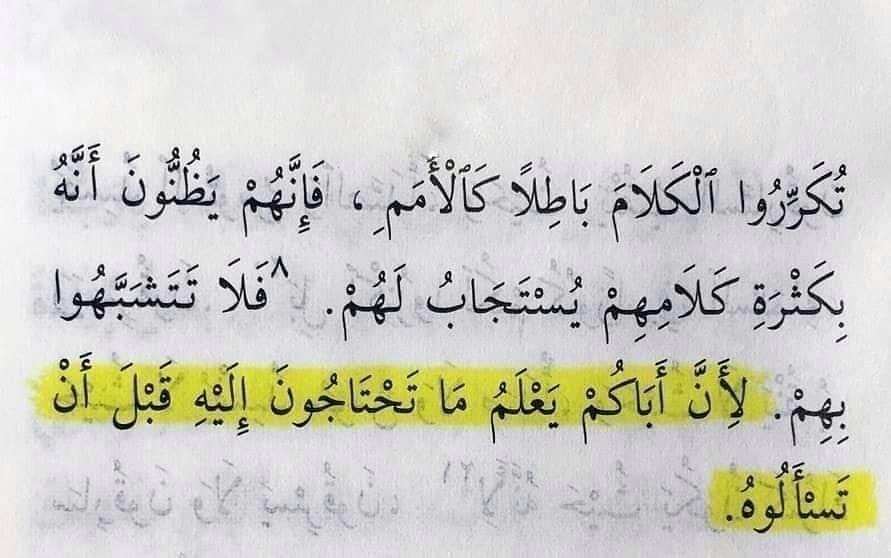 تُكَرِّرُوا ٱلْكَلَامَ بَاطِلًا كَٱلْأُمَمِ، فَإِنَّهُمْ يَظُنُّونَ أَنَّهُ
بِكَثْرَةِ كَلَامِهِمْ يُسْتَجَابُ لَهُمْ. ٨فَلَا تَتَشَبَّهُوا
بِهِمْ. لِأَنَّ أَبَاكُمْ يَعْلَمُ مَا تَحْتَاجُونَ إِلَيْهِ قَبْلَ أَنْ
تَسْأَلُوهُ.